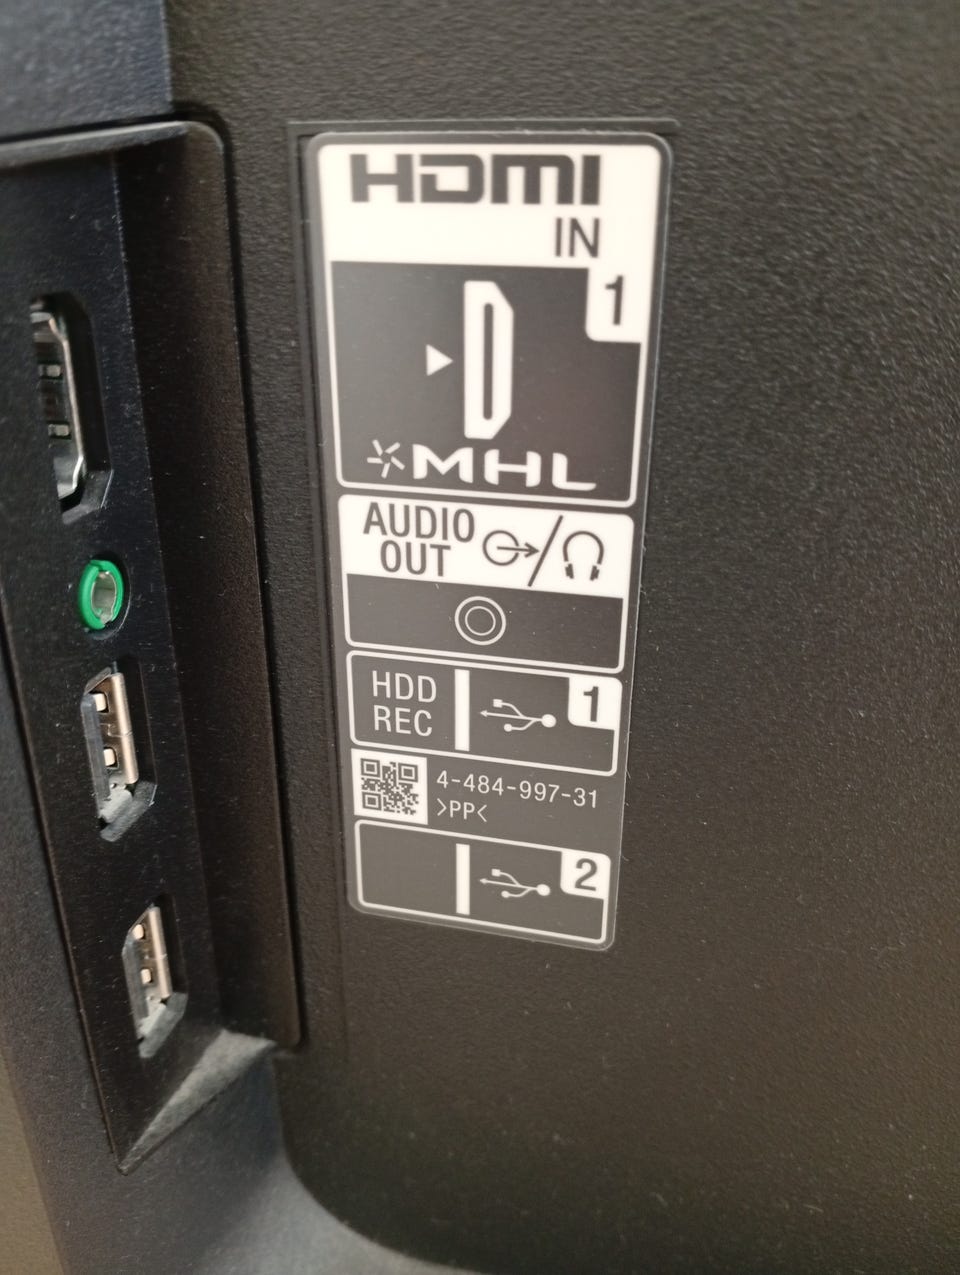 HDMI
IN
1
MHL
AUDIO
OUT
HDD
REC
1
4-484-997-31
>PP<
2